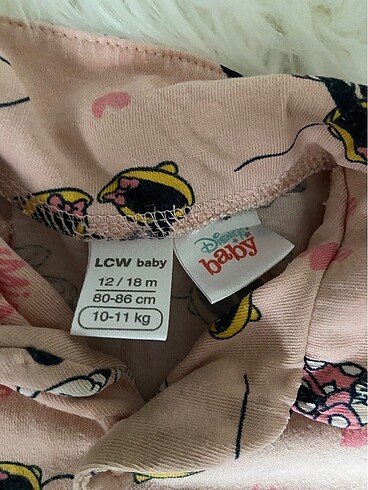 LCW baby
12 / 18 m
80-86 cm
10-11 kg
Disney
baby